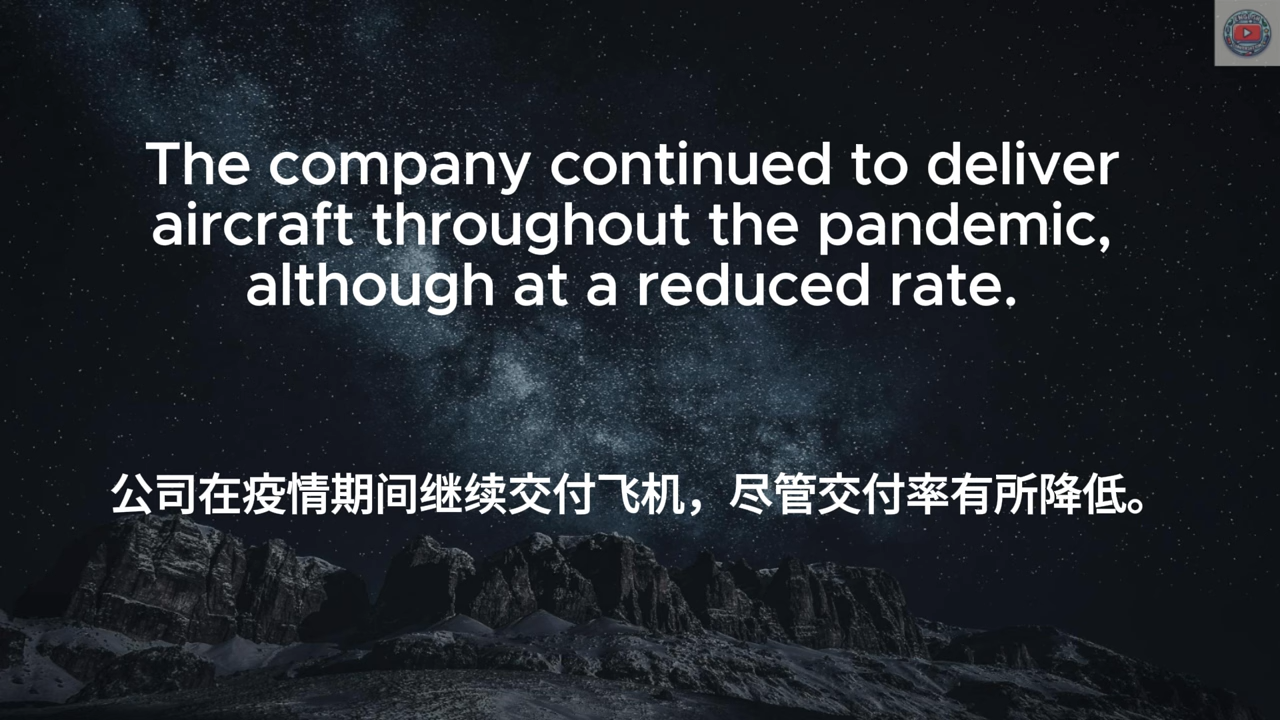 The company continued to deliver
aircraft throughout the pandemic,
although at a reduced rate.
公司在疫情期间继续交付飞机，尽管交付率有所降低。